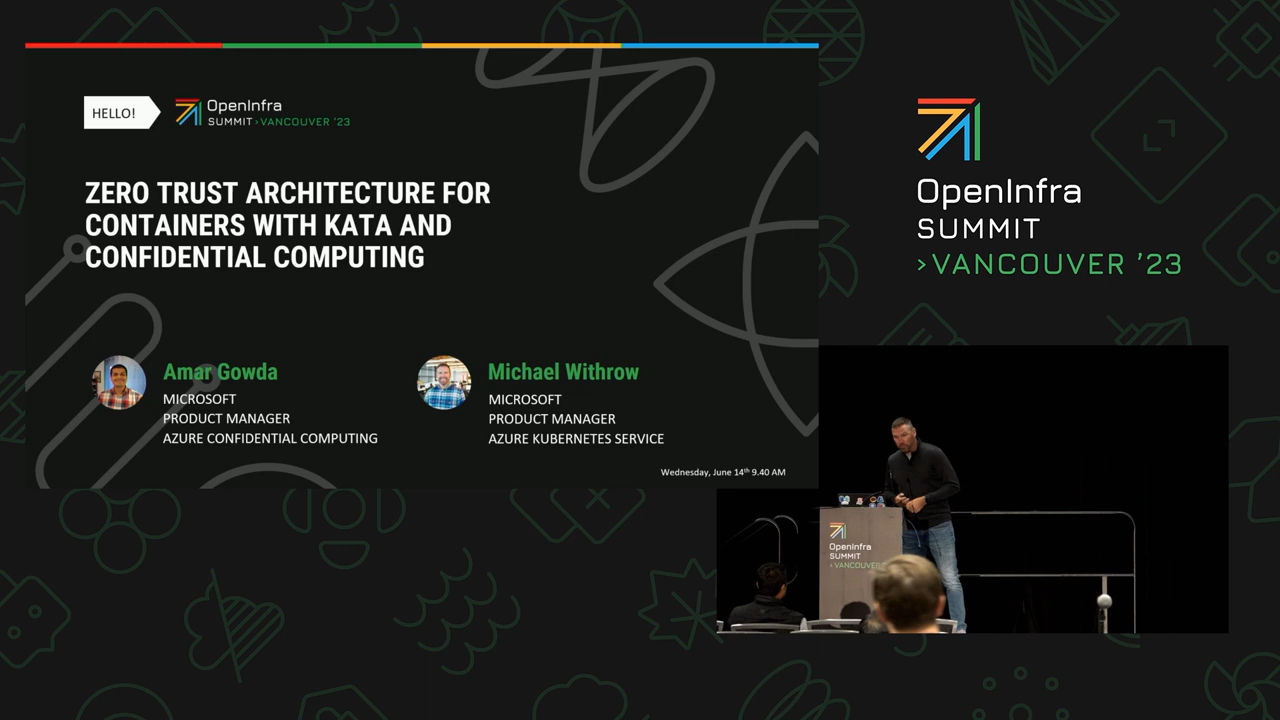 HELLO!
OpenInfra
SUMMIT›VANCOUVER '23
ZERO TRUST ARCHITECTURE FOR
CONTAINERS WITH KATA AND
CONFIDENTIAL COMPUTING
Amar Gowda
MICROSOFT
PRODUCT MANAGER
AZURE CONFIDENTIAL COMPUTING
Michael Withrow
MICROSOFT
PRODUCT MANAGER
AZURE KUBERNETES SERVICE
Wednesday, June 14th 9.40 AM
OpenInfra
SUMMIT
›VANCOUVER '23
OpenInfra
SUMMIT
›VANCOUVER